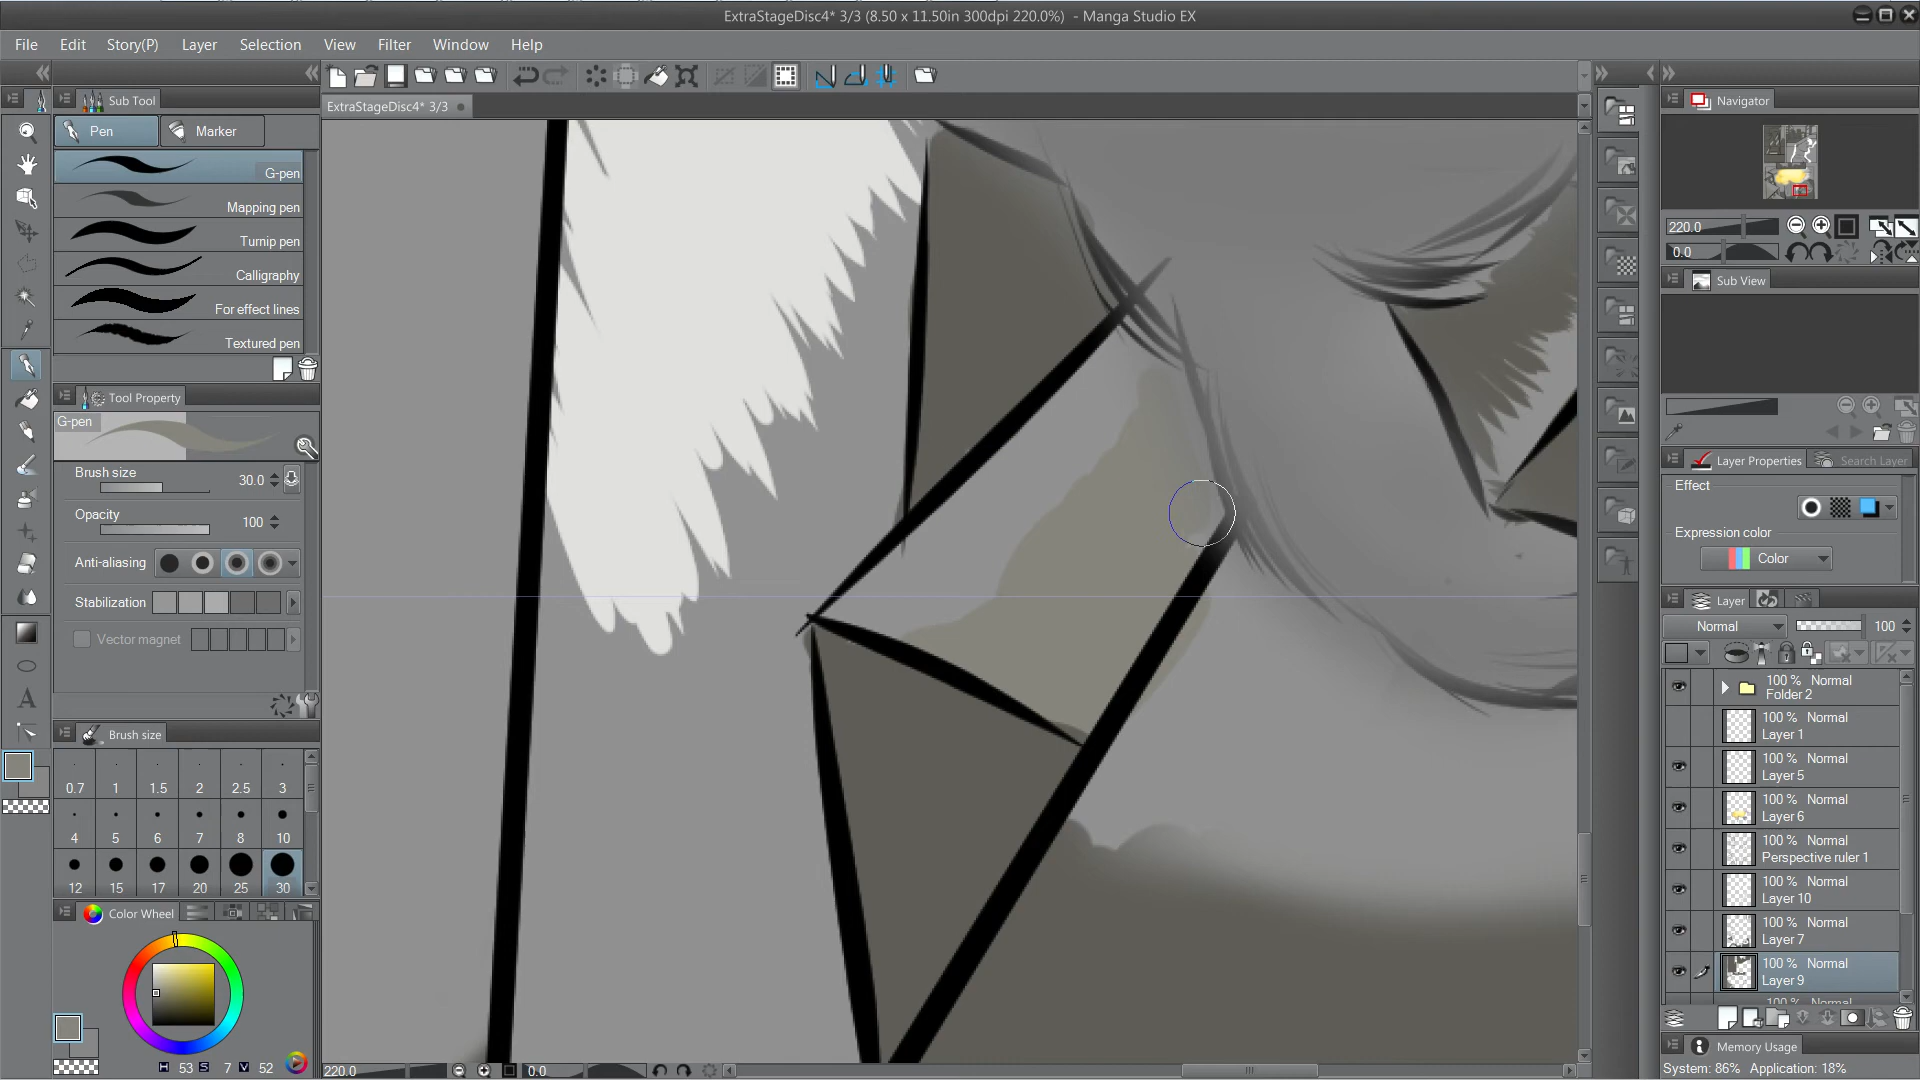 ExtraStageDisc4* 3/3 (8.50 x 11.50in 300dpi 220.0%) - Manga Studio EX
File Edit Story(P) Layer Selection View Filter Window Help
Sub Tool
ExtraStageDisc4* 3/3
Navigator
Pen Marker
G-pen
Mapping pen
Turnip pen
Calligraphy
For effect lines
Textured pen
220.0
0.0
Sub View
Tool Property
G-pen
Brush size 30.0
Opacity 100
Anti-aliasing
Stabilization
Vector magnet
Layer Properties Search Layer
Effect
Expression color
Color
Layer
Normal 100
100 % Normal
Folder 2
100 % Normal
Layer 1
100 % Normal
Layer 5
100 % Normal
Layer 6
100 % Normal
Perspective ruler 1
100 % Normal
Layer 10
100 % Normal
Layer 7
100 % Normal
Layer 9
100 % Normal
Brush size
0.7 1 1.5 2 2.5 3
4 5 6 7 8 10
12 15 17 20 25 30
Color Wheel
H 53 S 7 V 52
220.0 0.0
Memory Usage
System: 86% Application: 18%
A